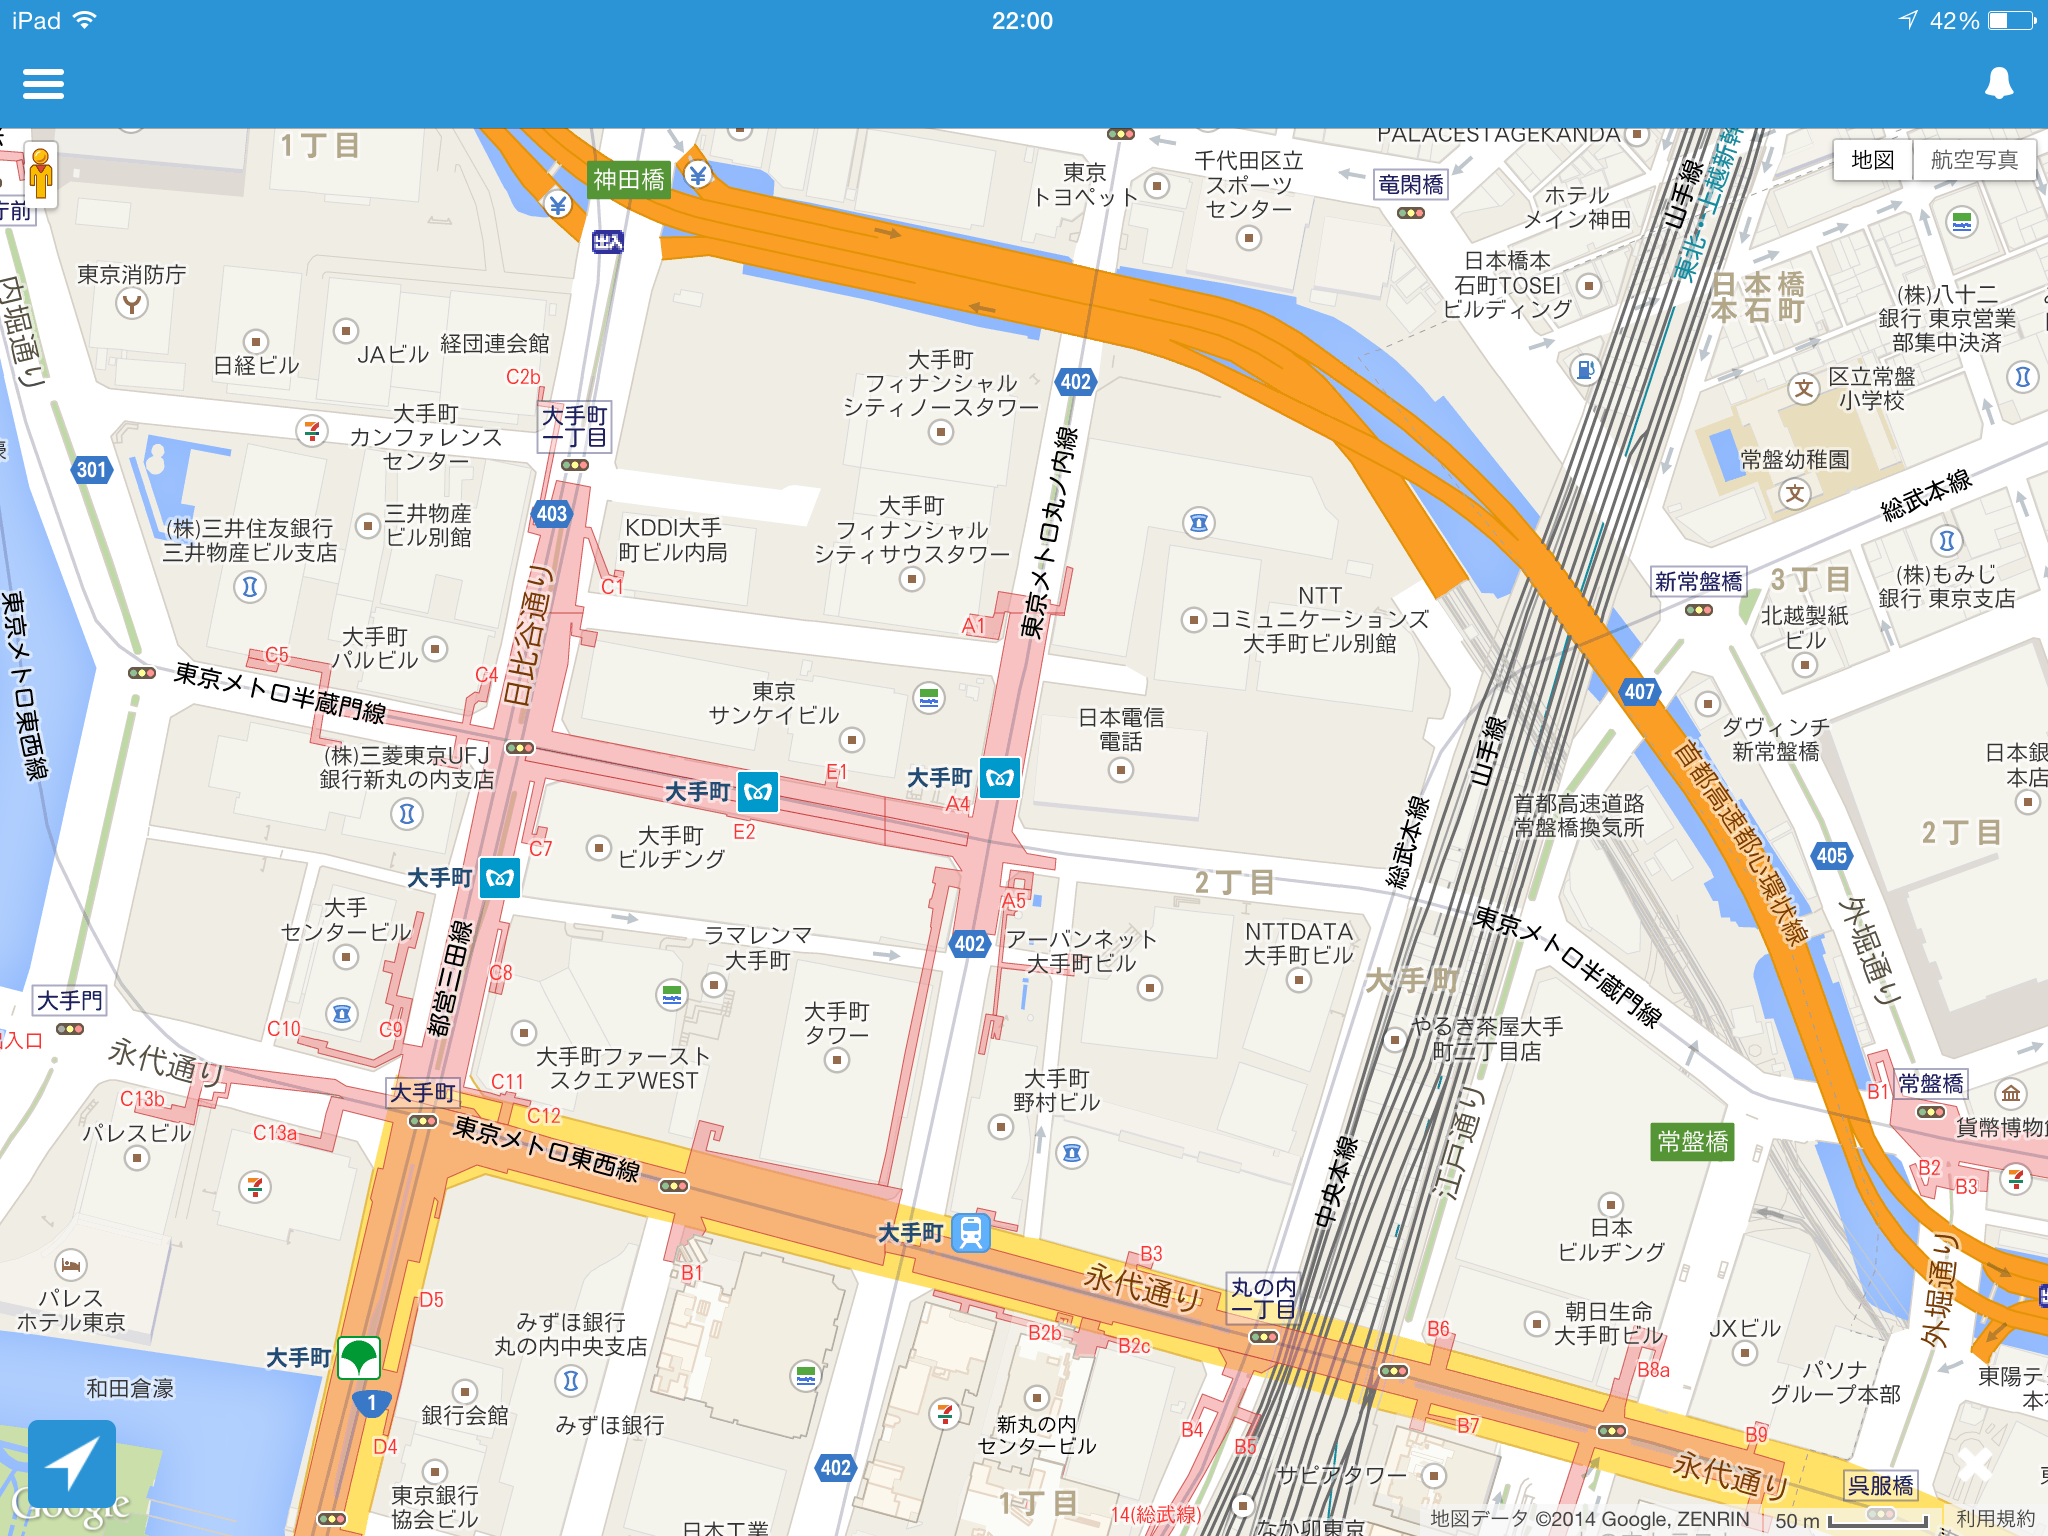 iPad
22:00
42%
1丁目
神田橋
出入
東京
トヨペット
千代田区立
スポーツ
センター
PALACESTAGEKANDA
竜閑橋
山手線
東北…上越新幹
地図
航空写真
庁前
内堀通り
東京消防庁
日経ビル
JAビル
経団連会館
C2b
大手町
一丁目
大手町
カンファレンス
センター
大手町
フィナンシャル
シティノースタワー
402
ホテル
メイン神田
日本橋本
石町TOSEI
ビルディング
日本橋
本石町
(株)八十二
銀行 東京営業
部集中決済
区立常盤
小学校
常盤幼稚園
総武本線
301
403
(株)三井住友銀行
三井物産ビル支店
三井物産
ビル別館
KDDI大手
町ビル内局
大手町
フィナンシャル
シティサウスタワー
東京メトロ丸ノ内線
C1
A1
日比谷通り
東京メトロ東西線
大手町
パルビル
C5
C4
東京メトロ半蔵門線
NTT
コミュニケーションズ
大手町ビル別館
新常盤橋
3丁目
(株)もみじ
銀行 東京支店
北越製紙
ビル
407
東京
サンケイビル
日本電信
電話
山手線
ダヴィンチ
新常盤橋
日本銀
本店
(株)三菱東京UFJ
銀行新丸の内支店
大手町
E1
大手町
A4
E2
大手町
ビルヂング
C7
首都高速道路
常盤橋換気所
首都高速都心環状線
2丁目
405
総武本線
大手町
2丁目
A5
大手
センタービル
都営三田線
C8
ラマレンマ
大手町
402
アーバンネット
大手町ビル
NTTDATA
大手町ビル
大手町
東京メトロ半蔵門線
外堀通り
大手門
出入口
C10
C9
大手町ファースト
スクエアWEST
大手町
タワー
やるき茶屋大手
町二丁目店
永代通り
大手町
C11
C12
C13b
C13a
パレスビル
東京メトロ東西線
大手町
野村ビル
中央本線
江戸通り
B1
常盤橋
貨幣博物館
常盤橋
B2
B3
日本
ビルヂング
外堀通り
大手町
B3
永代通り
丸の内
一丁目
パレス
ホテル東京
D5
B1
みずほ銀行
丸の内中央支店
B2b
B2c
B6
朝日生命
大手町ビル
JXビル
B8a
パソナ
グループ本部
東陽テ
大手町
1
和田倉濠
銀行会館
みずほ銀行
新丸の内
センタービル
B4
B5
B7
B9
D4
402
サピアタワー
永代通り
呉服橋
東京銀行
協会ビル
1丁目
日本工業
14(総武線)
なか卯東京
Google
地図データ ©2014 Google, ZENRIN
50 m
利用規約